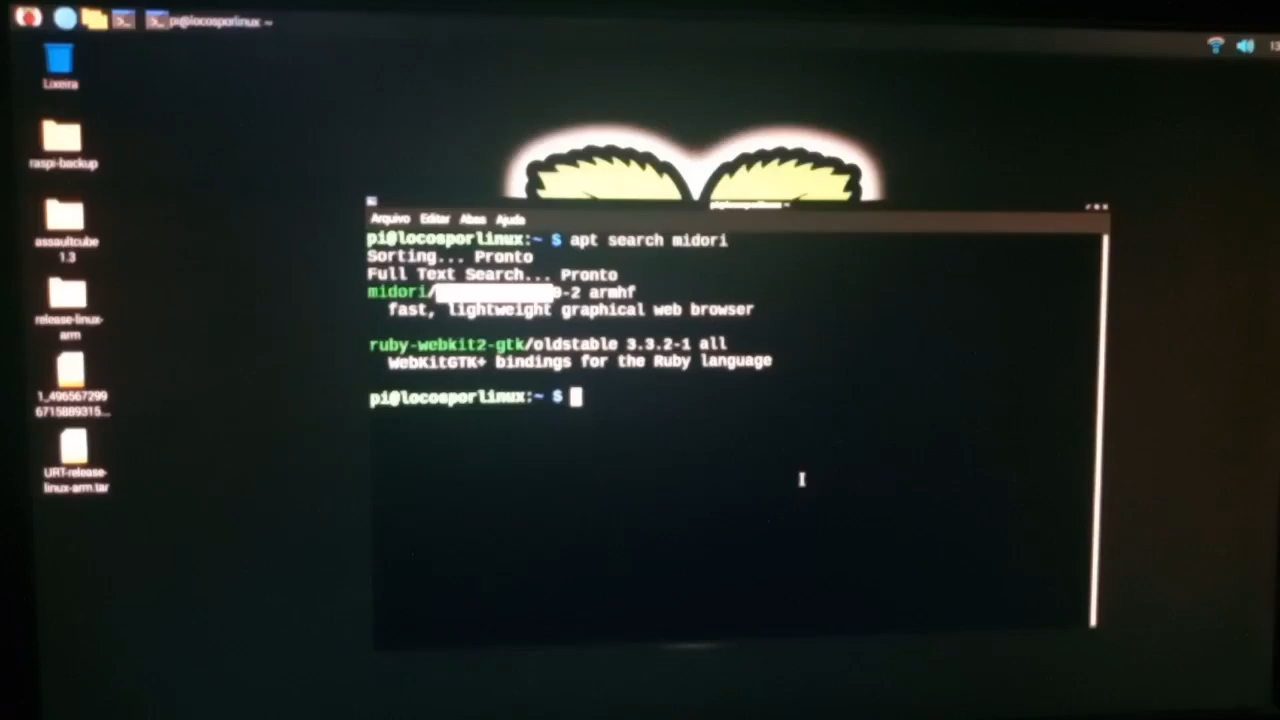 pi@locosporlinux: ~
Lixeira
raspi-backup
assaultcube
1.3
release-linux-
arm
1_496567299
6715889315...
URT-release-
linux-arm.tar
pi@locosporlinux: ~
Arquivo Editar Abas Ajuda
pi@locosporlinux:~ $ apt search midori
Sorting... Pronto
Full Text Search... Pronto
midori/ -2 armhf
fast, lightweight graphical web browser
ruby-webkit2-gtk/oldstable 3.3.2-1 all
WebKitGTK+ bindings for the Ruby language
pi@locosporlinux:~ $